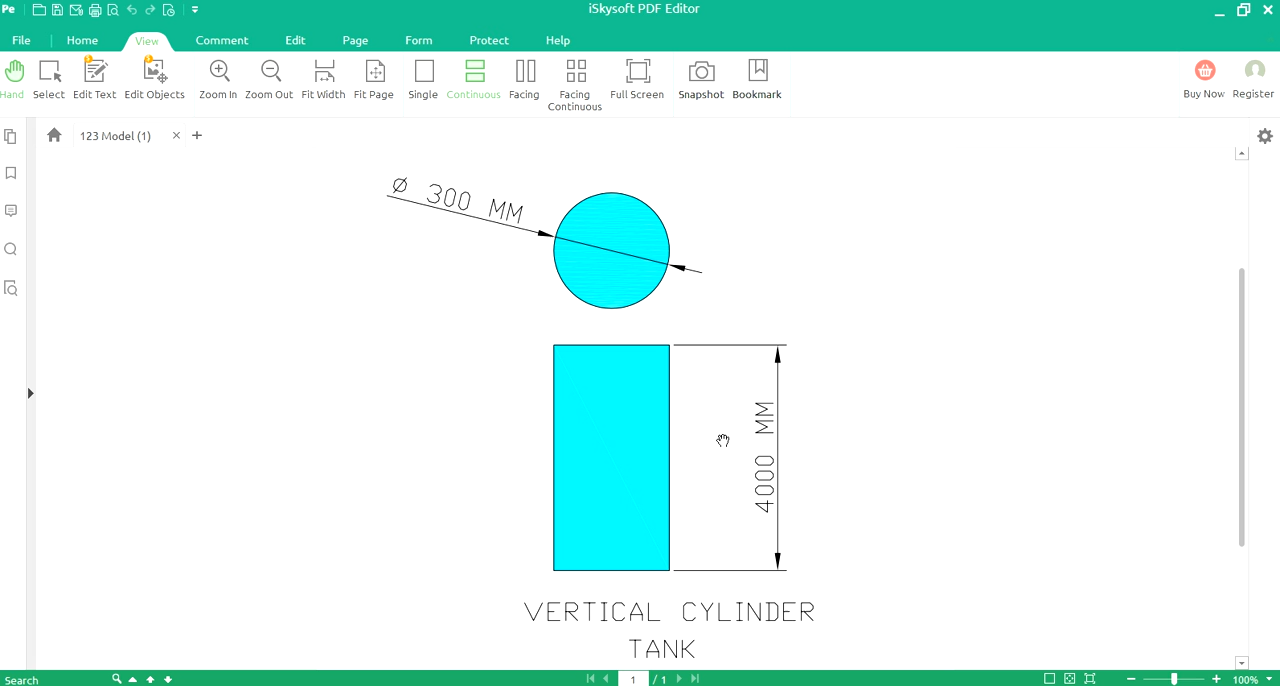 Pe
iSkysoft PDF Editor
File Home View Comment Edit Page Form Protect Help
Hand Select Edit Text Edit Objects Zoom In Zoom Out Fit Width Fit Page Single Continuous Facing Facing Continuous Full Screen Snapshot Bookmark Buy Now Register
123 Model (1)
Ø 300 MM
4000 MM
VERTICAL CYLINDER
TANK
Search 1 / 1 100%